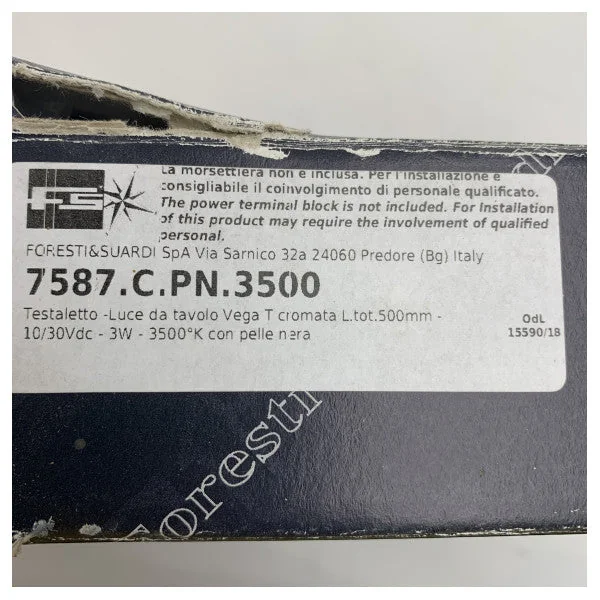 FS
La morsettiera non è inclusa. Per l'installazione è
consigliabile il coinvolgimento di personale qualificato.
The power terminal block is not included. For Installation
of this product may require the involvement of qualified
personal.
FORESTI&SUARDI SpA Via Sarnico 32a 24060 Predore (Bg) Italy
7587.C.PN.3500
Testaletto -Luce da tavolo Vega T cromata L.tot.500mm -
10/30Vdc - 3W - 3500°K con pelle nera
OdL
15590/18
Foresti